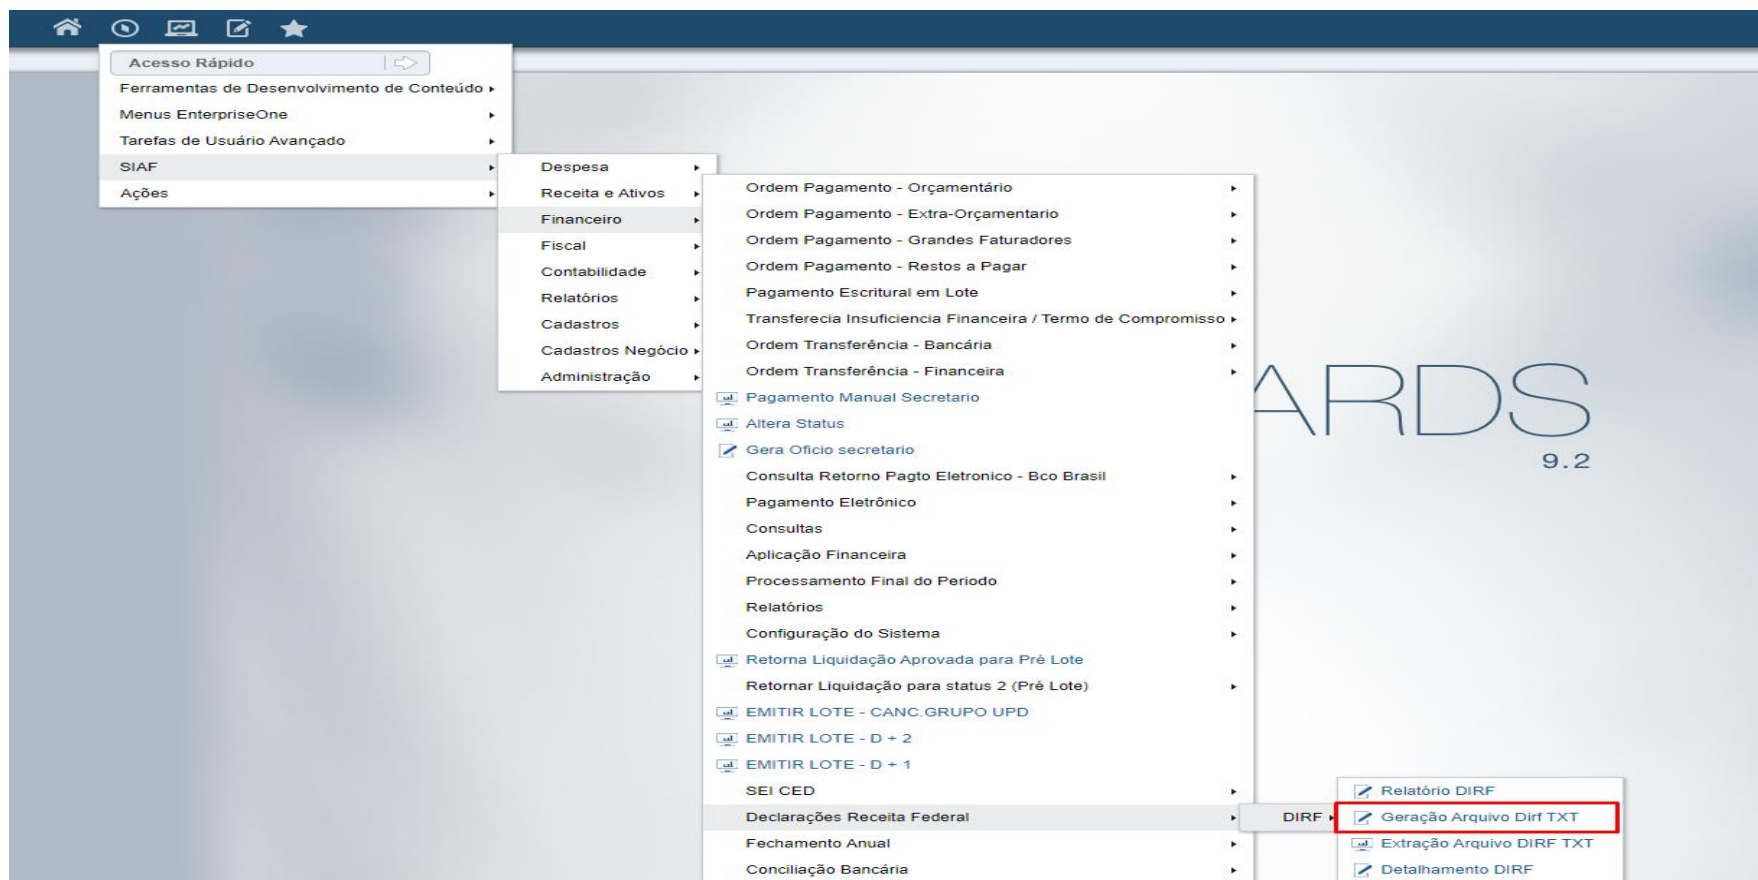 Acesso Rápido
Ferramentas de Desenvolvimento de Conteúdo
Menus EnterpriseOne
Tarefas de Usuário Avançado
SIAF
Ações
Despesa
Receita e Ativos
Financeiro
Fiscal
Contabilidade
Relatórios
Cadastros
Cadastros Negócio
Administração
Ordem Pagamento - Orçamentário
Ordem Pagamento - Extra-Orçamentario
Ordem Pagamento - Grandes Faturadores
Ordem Pagamento - Restos a Pagar
Pagamento Escritural em Lote
Transferecia Insuficiencia Financeira / Termo de Compromisso
Ordem Transferência - Bancária
Ordem Transferência - Financeira
Pagamento Manual Secretario
Altera Status
Gera Oficio secretario
Consulta Retorno Pagto Eletronico - Bco Brasil
Pagamento Eletrônico
Consultas
Aplicação Financeira
Processamento Final do Periodo
Relatórios
Configuração do Sistema
Retorna Liquidação Aprovada para Pré Lote
Retornar Liquidação para status 2 (Pré Lote)
EMITIR LOTE - CANC.GRUPO UPD
EMITIR LOTE - D + 2
EMITIR LOTE - D + 1
SEI CED
Declarações Receita Federal
Fechamento Anual
Conciliação Bancária
DIRF
Relatório DIRF
Geração Arquivo Dirf TXT
Extração Arquivo DIRF TXT
Detalhamento DIRF
ARDS
9.2